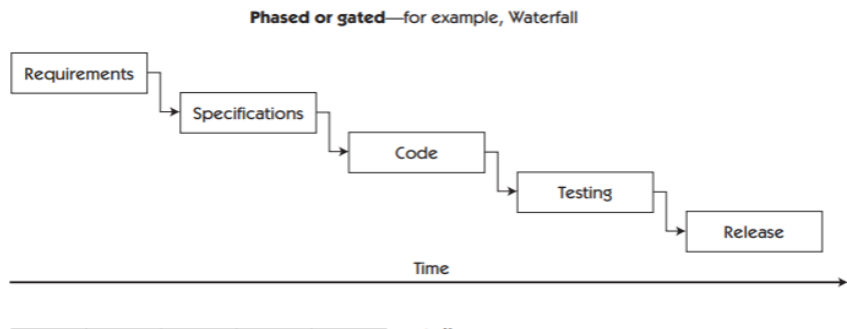 Phased or gated—for example, Waterfall
Requirements
Specifications
Code
Testing
Release
Time